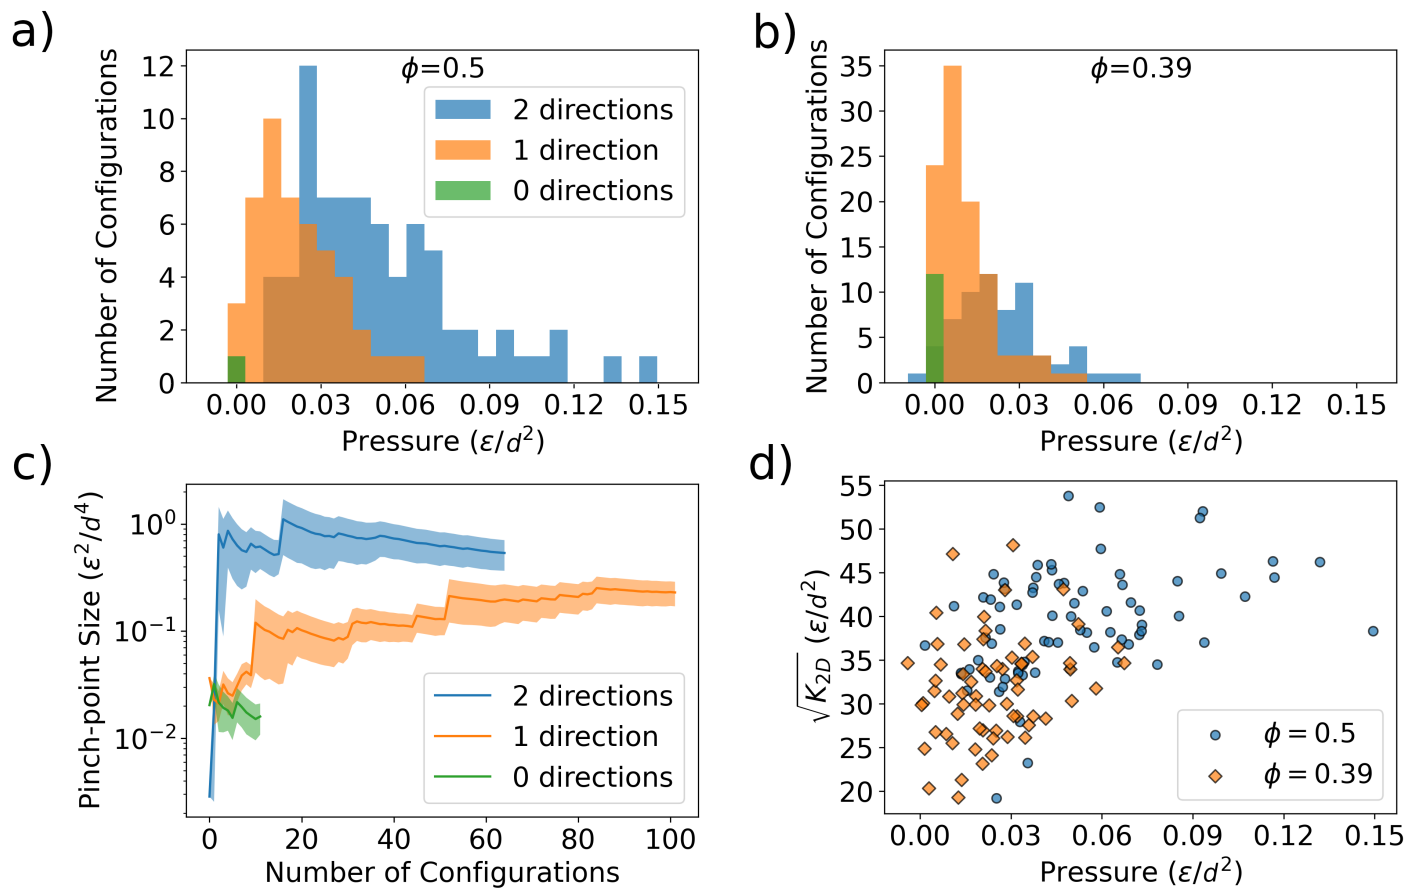 a)
ϕ=0.5
2 directions
1 direction
0 directions
Number of Configurations
12
10
8
6
4
2
0
0.00 0.03 0.06 0.09 0.12 0.15
Pressure (ε/d²)
b)
ϕ=0.39
Number of Configurations
35
30
25
20
15
10
5
0
0.00 0.03 0.06 0.09 0.12 0.15
Pressure (ε/d²)
c)
Pinch-point Size (ε²/d⁴)
10⁰
10⁻¹
10⁻²
2 directions
1 direction
0 directions
0 20 40 60 80 100
Number of Configurations
d)
√K₂D (ε/d²)
55
50
45
40
35
30
25
20
ϕ = 0.5
ϕ = 0.39
0.00 0.03 0.06 0.09 0.12 0.15
Pressure (ε/d²)